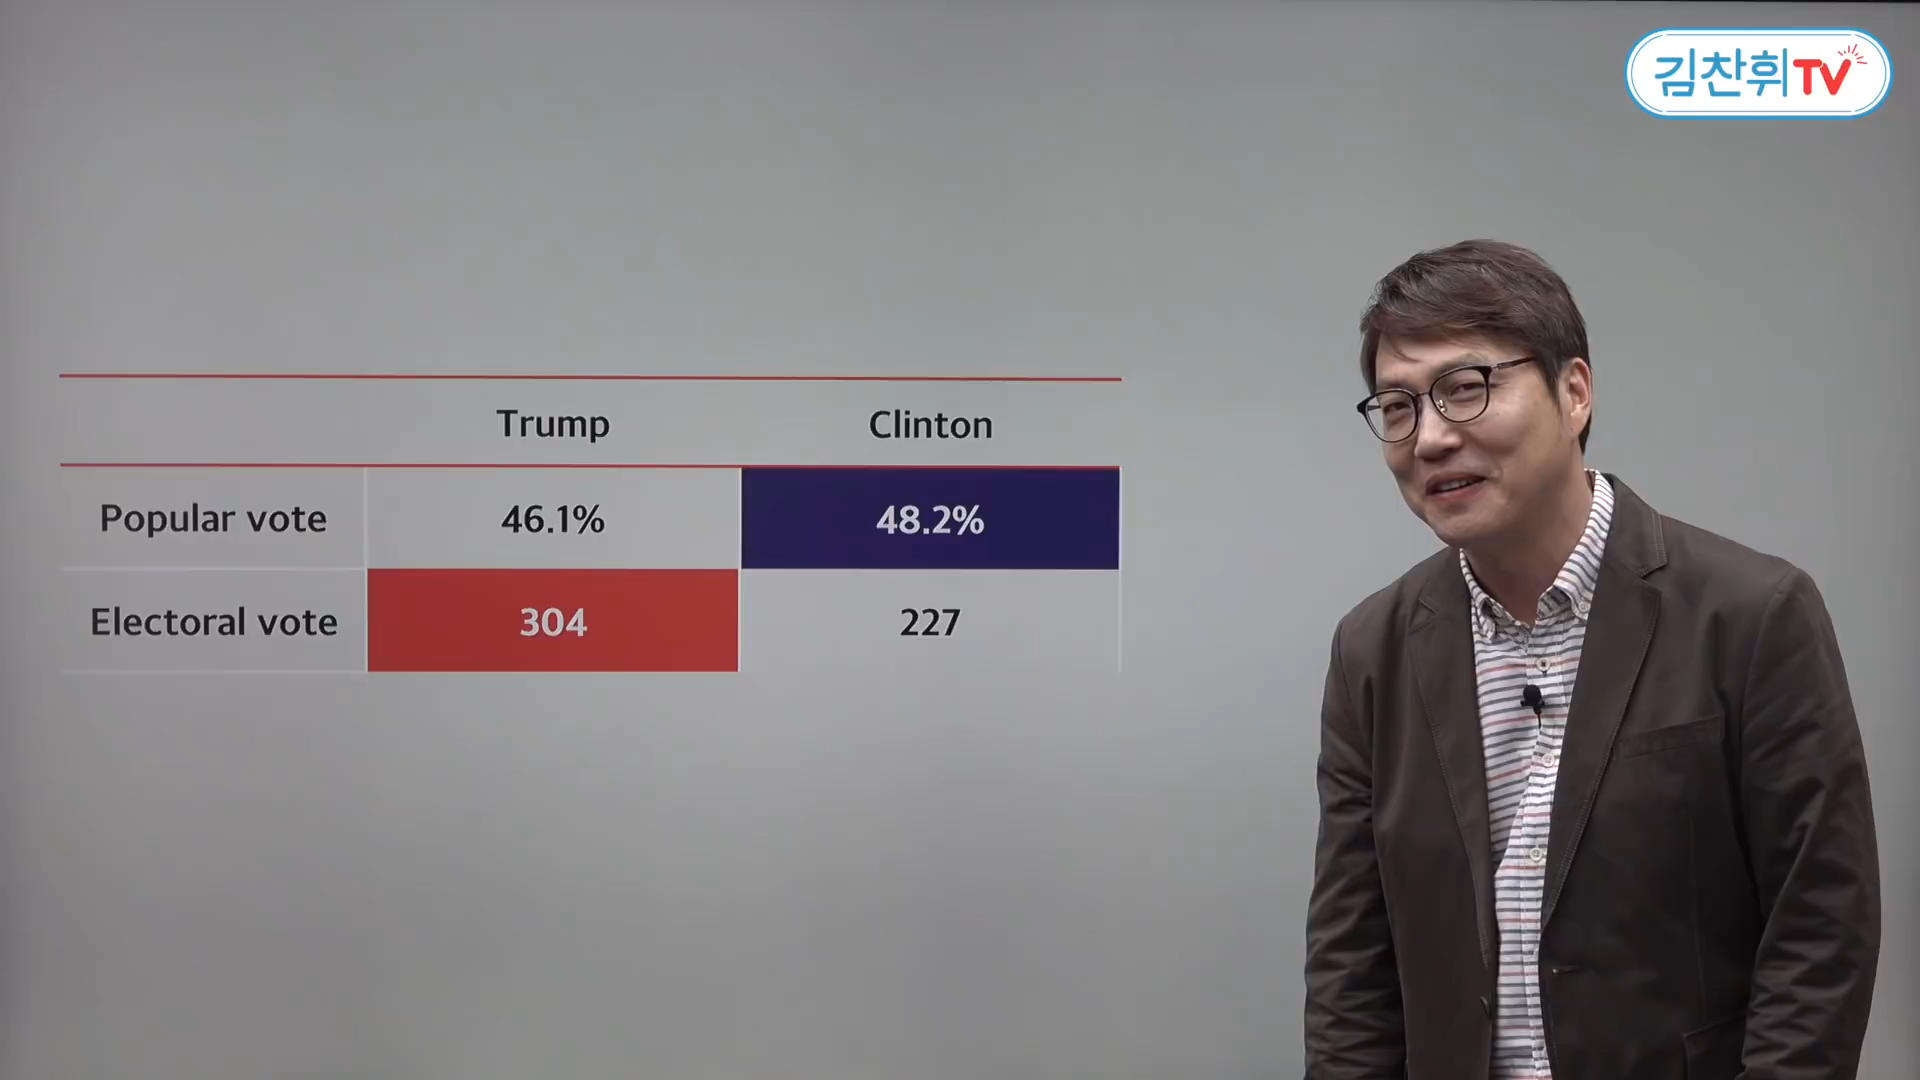 김찬휘TV
Trump Clinton
Popular vote 46.1% 48.2%
Electoral vote 304 227